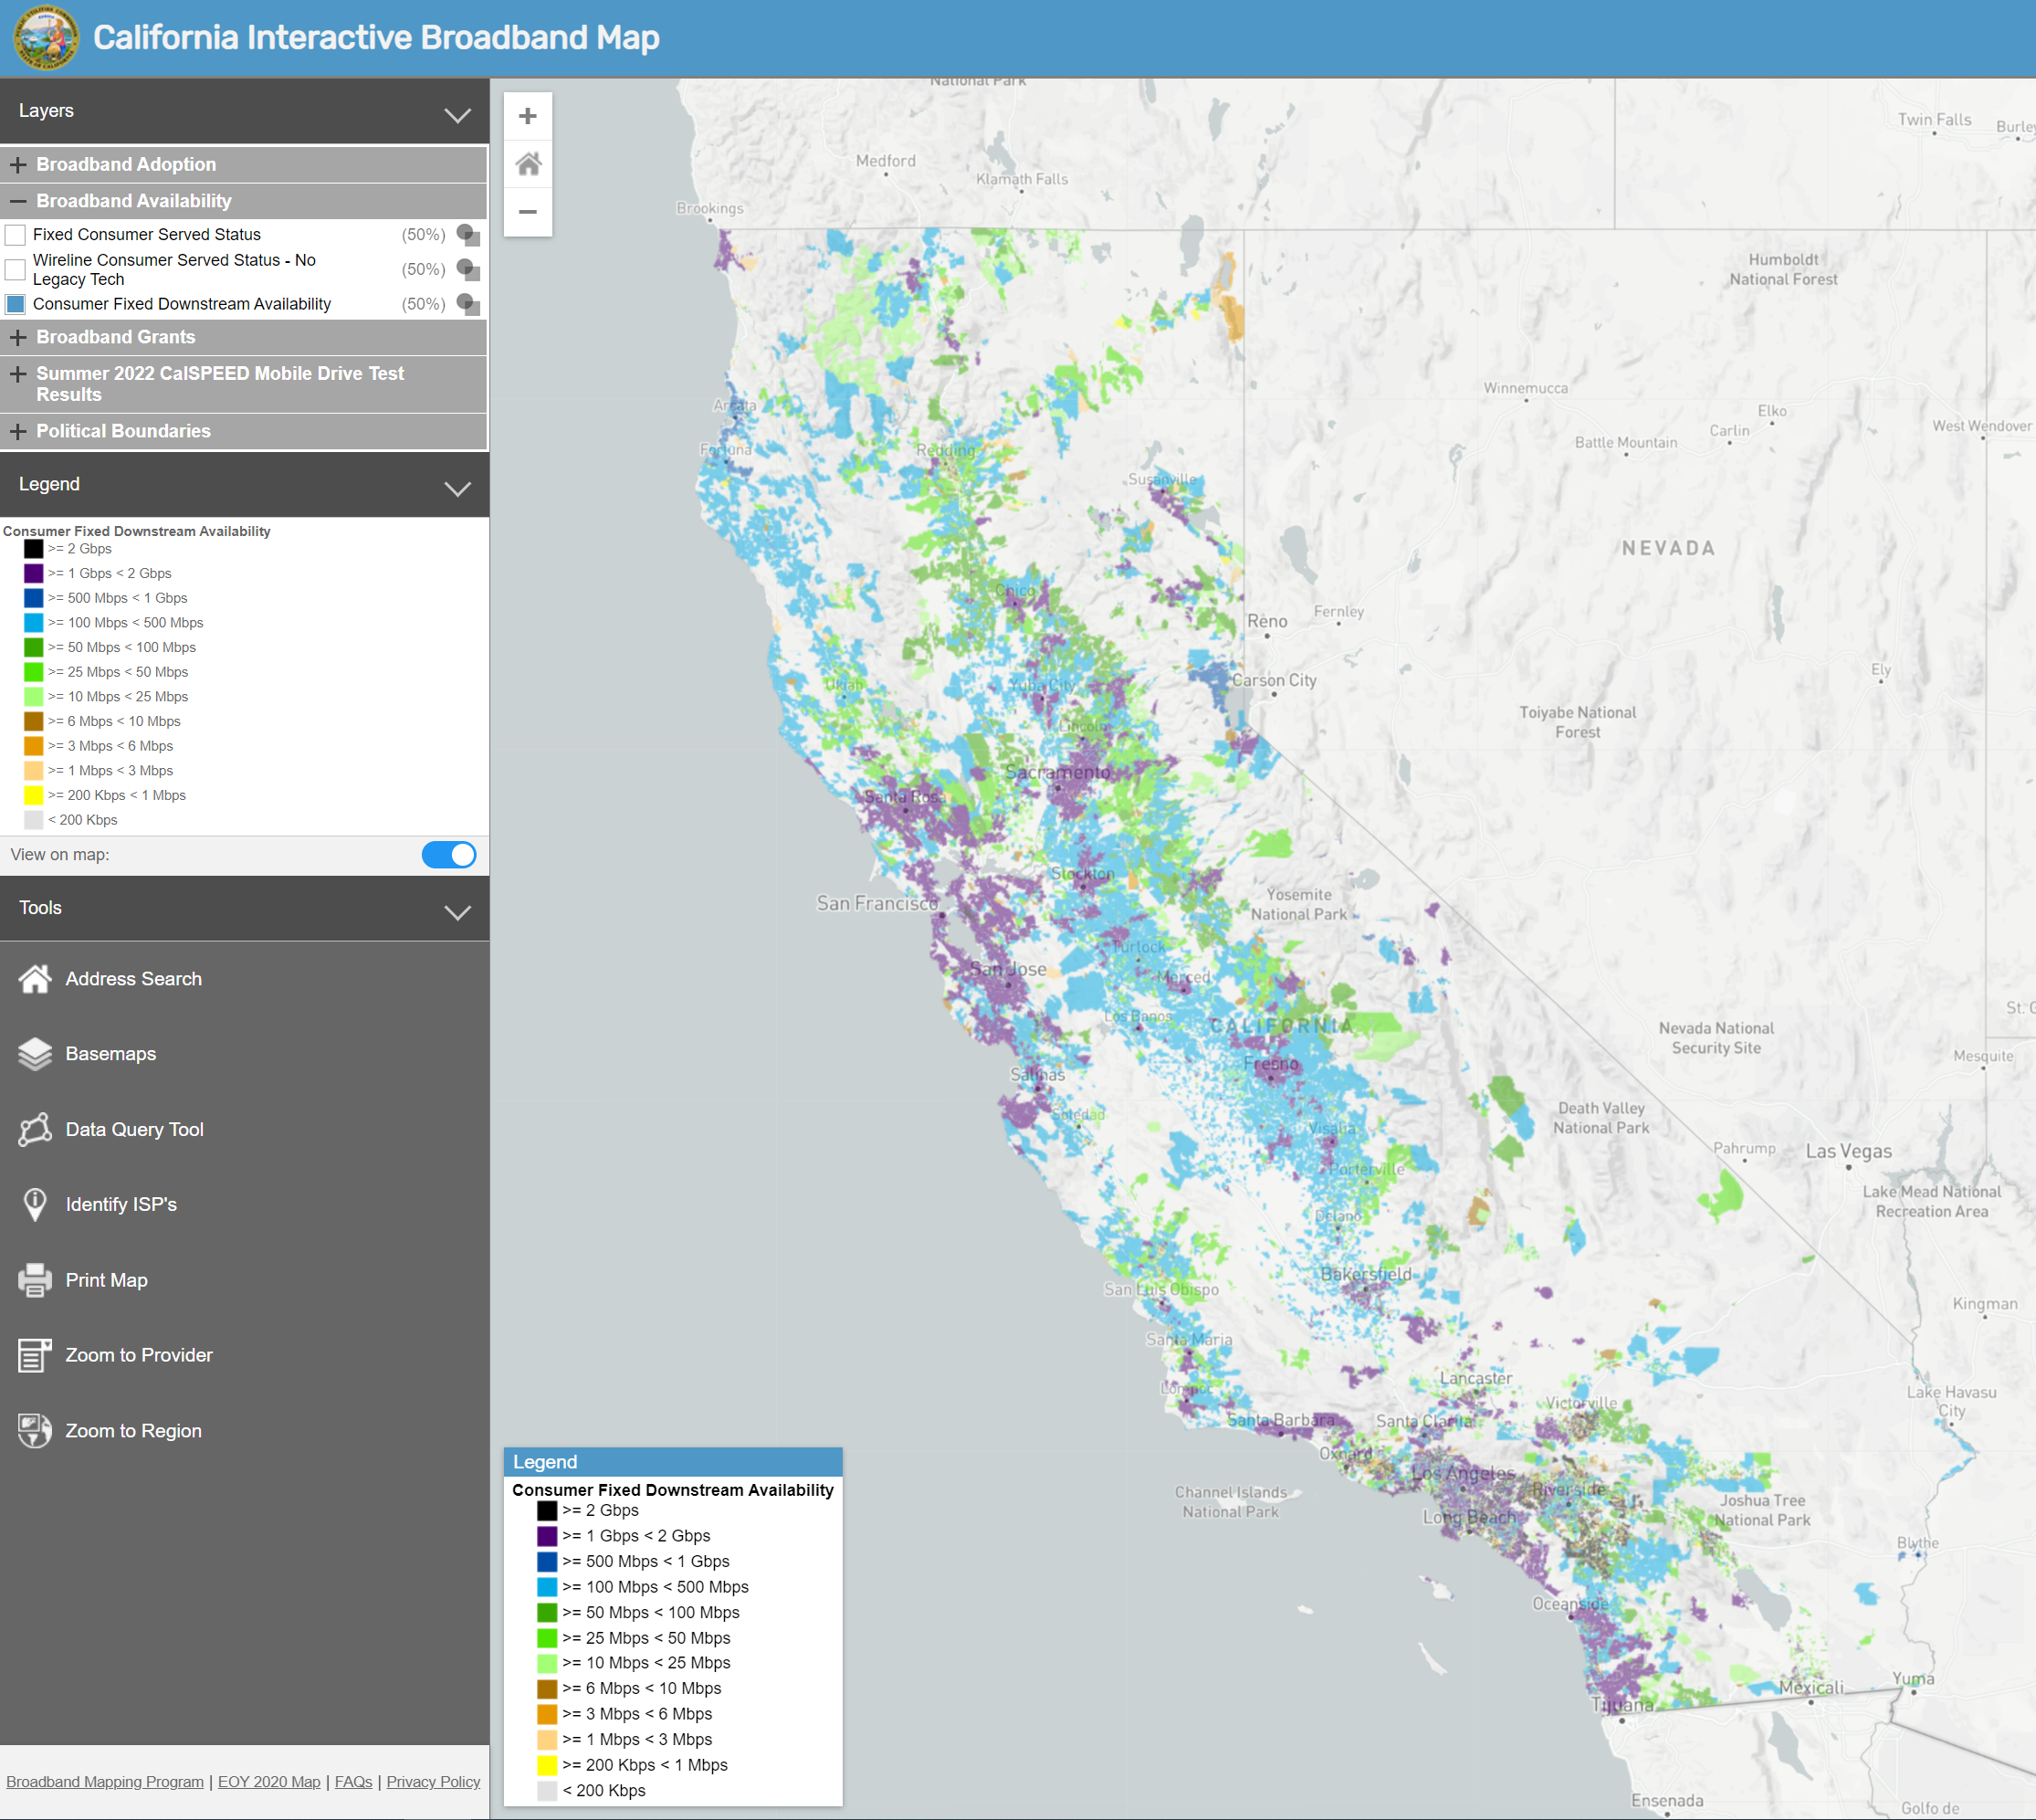 California Interactive Broadband Map
Layers
Broadband Adoption
Broadband Availability
Fixed Consumer Served Status (50%)
Wireline Consumer Served Status - No
Legacy Tech (50%)
Consumer Fixed Downstream Availability (50%)
Broadband Grants
Summer 2022 CalSPEED Mobile Drive Test
Results
Political Boundaries
Legend
Consumer Fixed Downstream Availability
>= 2 Gbps
>= 1 Gbps < 2 Gbps
>= 500 Mbps < 1 Gbps
>= 100 Mbps < 500 Mbps
>= 50 Mbps < 100 Mbps
>= 25 Mbps < 50 Mbps
>= 10 Mbps < 25 Mbps
>= 6 Mbps < 10 Mbps
>= 3 Mbps < 6 Mbps
>= 1 Mbps < 3 Mbps
>= 200 Kbps < 1 Mbps
< 200 Kbps
View on map:
Tools
Address Search
Basemaps
Data Query Tool
Identify ISP's
Print Map
Zoom to Provider
Zoom to Region
Broadband Mapping Program | EOY 2020 Map | FAQs | Privacy Policy
+
−
National Park
Twin Falls
Burley
Medford
Klamath Falls
Brookings
Humboldt
National Forest
Winnemucca
Elko
Carlin
West Wendover
Battle Mountain
Arcata
Fortuna
Redding
Susanville
NEVADA
Chico
Reno
Fernley
Ely
Carson City
Ukiah
Yuba City
Lincoln
Toiyabe National
Forest
Sacramento
Santa Rosa
Stockton
San Francisco
Yosemite
National Park
Turlock
San Jose
Merced
Los Banos
CALIFORNIA
St. G
Nevada National
Security Site
Mesquite
Fresno
Salinas
Soledad
Death Valley
National Park
Visalia
Pahrump
Las Vegas
Porterville
Lake Mead National
Recreation Area
Delano
Bakersfield
San Luis Obispo
Kingman
Santa Maria
Lancaster
Lompoc
Victorville
Lake Havasu
City
Santa Barbara
Santa Clarita
Oxnard
Los Angeles
Riverside
Channel Islands
National Park
Long Beach
Joshua Tree
National Park
Blythe
Oceanside
Yuma
Mexicali
Tijuana
Ensenada
Golfo de
Legend
Consumer Fixed Downstream Availability
>= 2 Gbps
>= 1 Gbps < 2 Gbps
>= 500 Mbps < 1 Gbps
>= 100 Mbps < 500 Mbps
>= 50 Mbps < 100 Mbps
>= 25 Mbps < 50 Mbps
>= 10 Mbps < 25 Mbps
>= 6 Mbps < 10 Mbps
>= 3 Mbps < 6 Mbps
>= 1 Mbps < 3 Mbps
>= 200 Kbps < 1 Mbps
< 200 Kbps